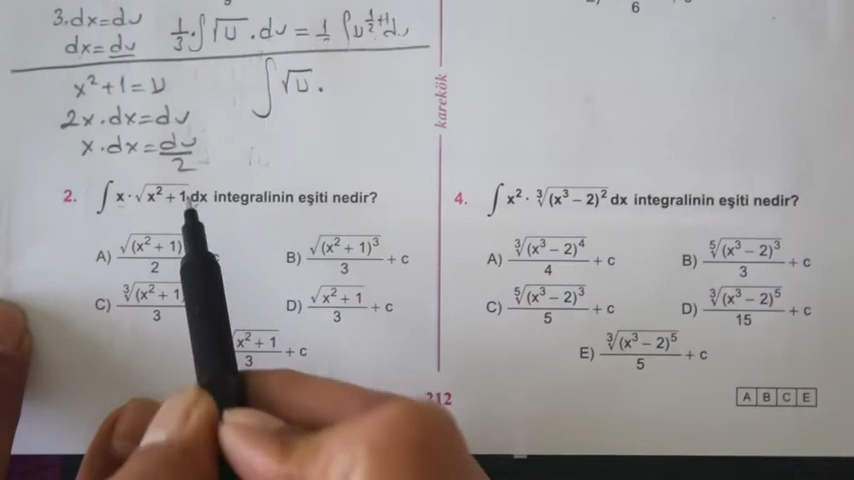 3.dx=du
dx=du
1/3·∫√u.du=1/3 ∫u^(1/2+1)du
x²+1=u
∫√u.
2x.dx=du
x.dx=du/2
karekök
6
2. ∫x·√(x²+1) dx integralinin eşiti nedir?
A) √(x²+1) / 2
B) √(x²+1)³ / 3 + c
C) ∛(x²+1 / 3
D) √(x²+1) / 3 + c
x²+1 / 3 + c
4. ∫x²·∛(x³–2)² dx integralinin eşiti nedir?
A) ∛(x³–2)⁴ / 4 + c
B) ⁵√(x³–2)³ / 3 + c
C) ⁵√(x³–2)³ / 5 + c
D) ∛(x³–2)⁵ / 15 + c
E) ∛(x³–2)⁵ / 5 + c
212
A B C E